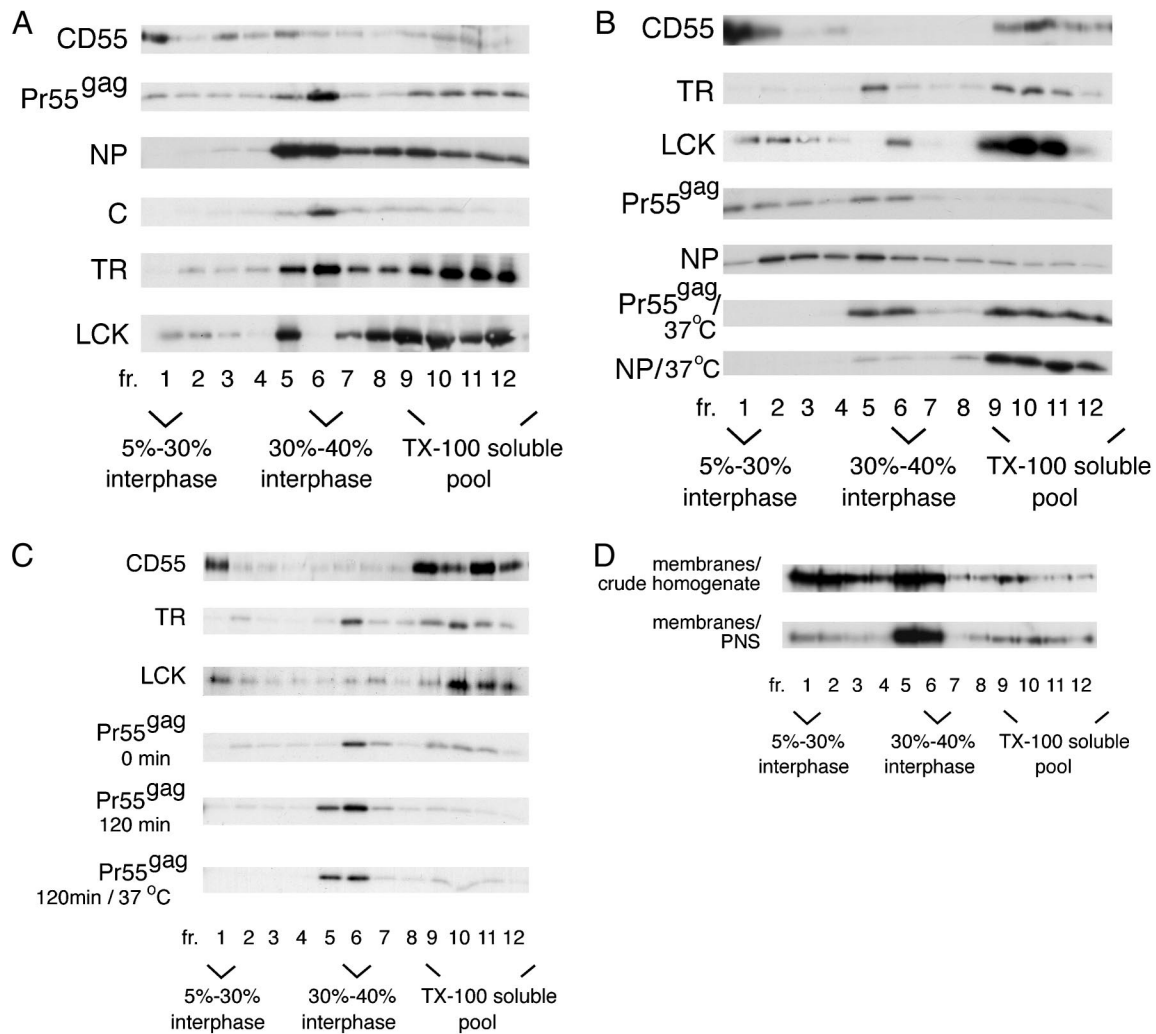 A
CD55
Pr55gag
NP
C
TR
LCK
fr. 1 2 3 4 5 6 7 8 9 10 11 12
5%-30% 30%-40% TX-100 soluble
interphase interphase pool
B
CD55
TR
LCK
Pr55gag
NP
Pr55gag/
37°C
NP/37°C
fr. 1 2 3 4 5 6 7 8 9 10 11 12
5%-30% 30%-40% TX-100 soluble
interphase interphase pool
C
CD55
TR
LCK
Pr55gag
0 min
Pr55gag
120 min
Pr55gag
120min / 37 °C
fr. 1 2 3 4 5 6 7 8 9 10 11 12
5%-30% 30%-40% TX-100 soluble
interphase interphase pool
D
membranes/
crude homogenate
membranes/
PNS
fr. 1 2 3 4 5 6 7 8 9 10 11 12
5%-30% 30%-40% TX-100 soluble
interphase interphase pool